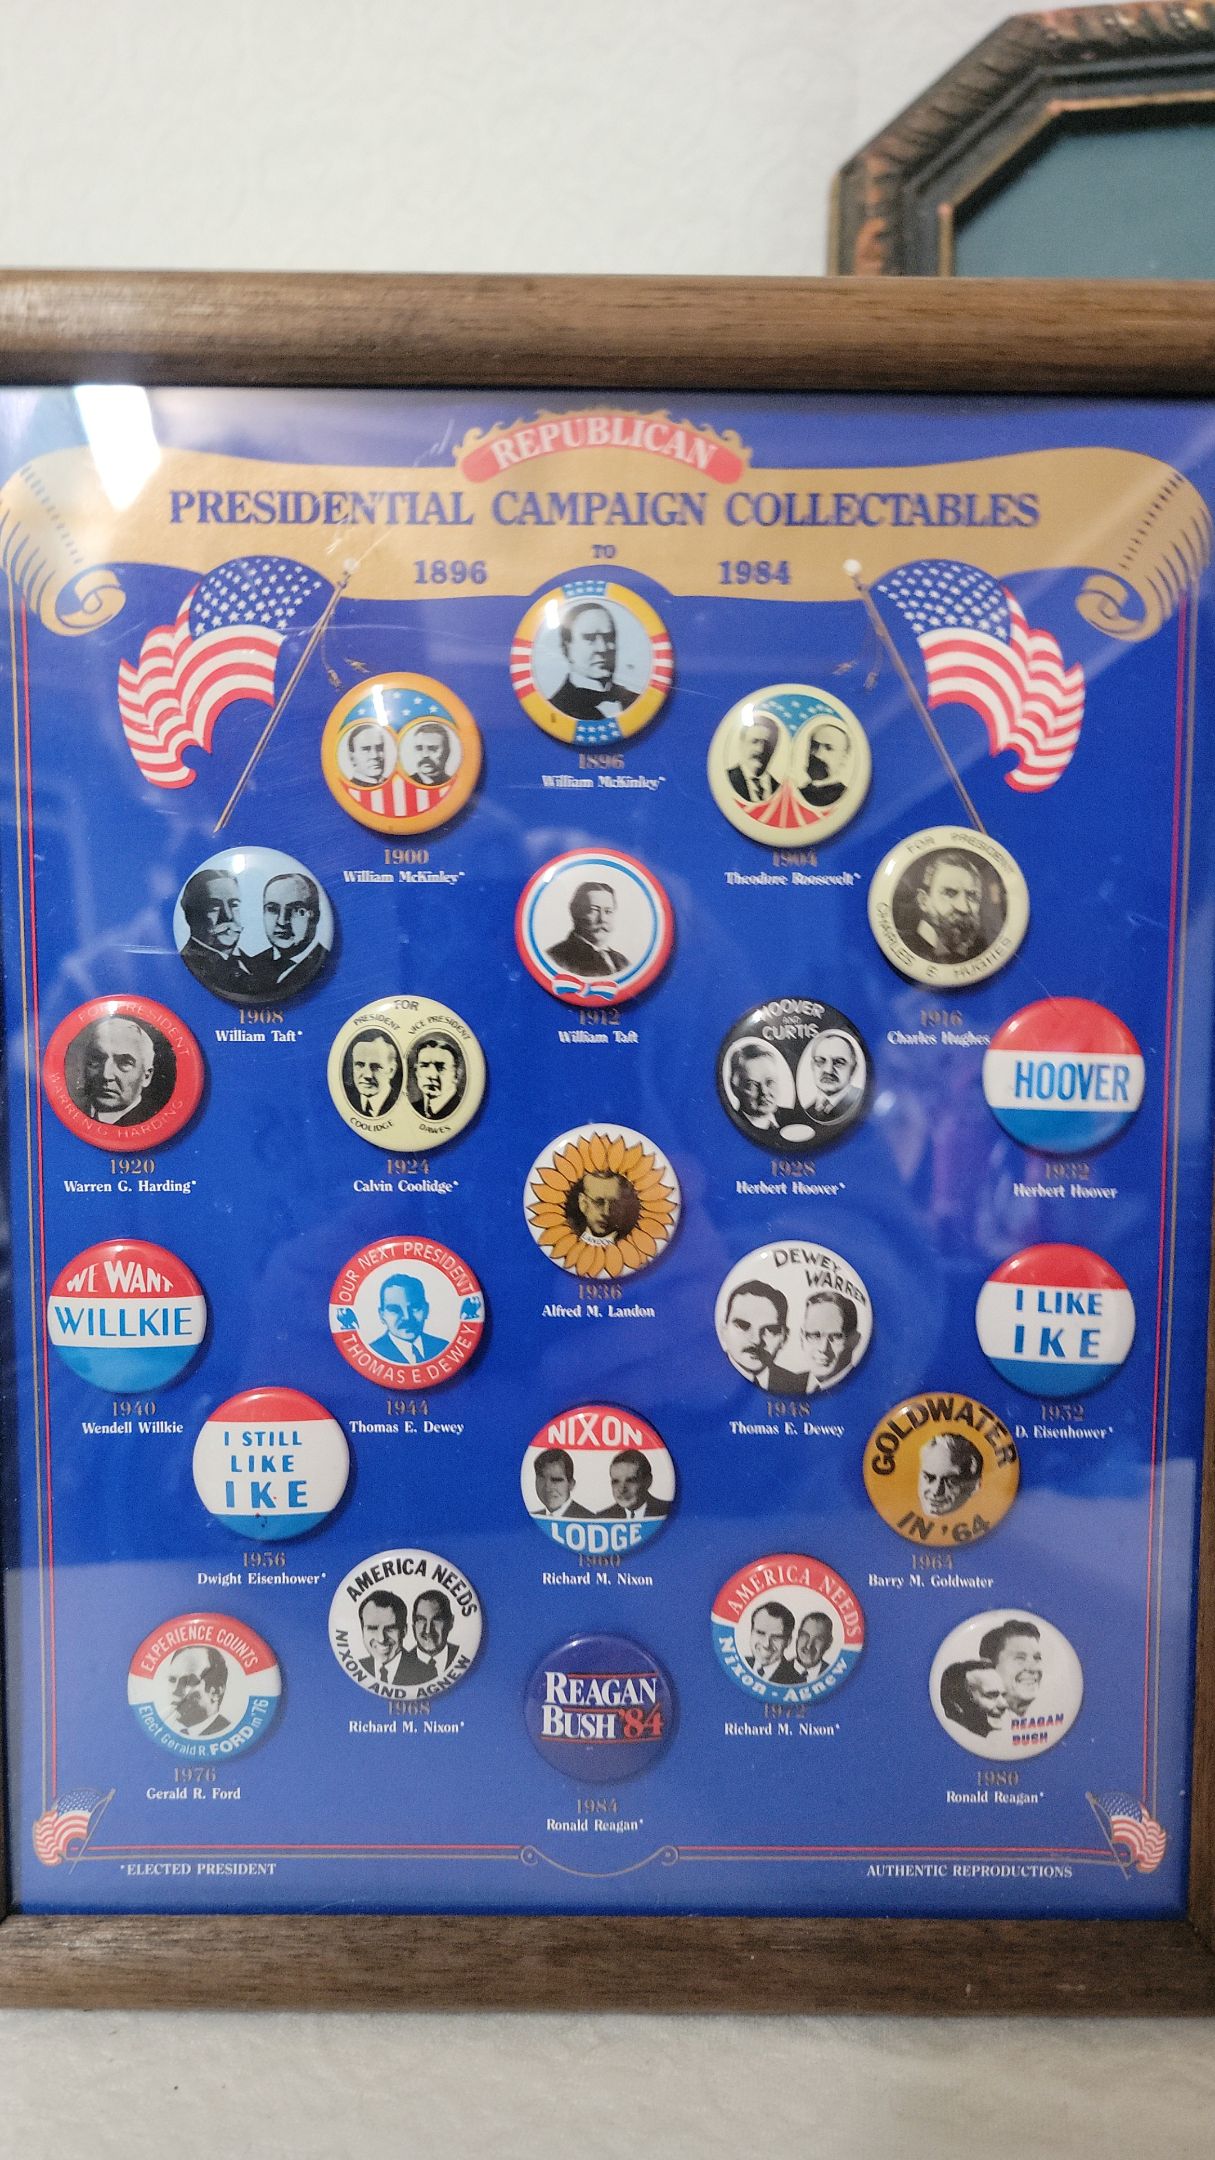 REPUBLICAN
PRESIDENTIAL CAMPAIGN COLLECTABLES
1896 TO 1984
1896
William McKinley*
1900
William McKinley*
1904
Theodore Roosevelt*
1908
William Taft*
1912
William Taft
FOR PRESIDENT
CHARLES E HUGHES
1916
Charles Hughes
FOR PRESIDENT
WARREN G. HARDING
1920
Warren G. Harding*
FOR
PRESIDENT VICE PRESIDENT
COOLIDGE DAWES
1924
Calvin Coolidge*
HOOVER
AND
CURTIS
1928
Herbert Hoover*
HOOVER
1932
Herbert Hoover
LANDON
1936
Alfred M. Landon
WE WANT
WILLKIE
1940
Wendell Willkie
OUR NEXT PRESIDENT
THOMAS E. DEWEY
1944
Thomas E. Dewey
DEWEY
WARREN
1948
Thomas E. Dewey
I LIKE
IKE
1952
D. Eisenhower*
I STILL
LIKE
IKE
1956
Dwight Eisenhower*
NIXON
LODGE
1960
Richard M. Nixon
GOLDWATER
IN '64
1964
Barry M. Goldwater
AMERICA NEEDS
NIXON AND AGNEW
1968
Richard M. Nixon*
AMERICA NEEDS
Nixon - Agnew
1972
Richard M. Nixon*
EXPERIENCE COUNTS
Elect Gerald R. FORD in '76
1976
Gerald R. Ford
REAGAN
BUSH '84
1984
Ronald Reagan*
REAGAN
BUSH
1980
Ronald Reagan*
*ELECTED PRESIDENT
AUTHENTIC REPRODUCTIONS